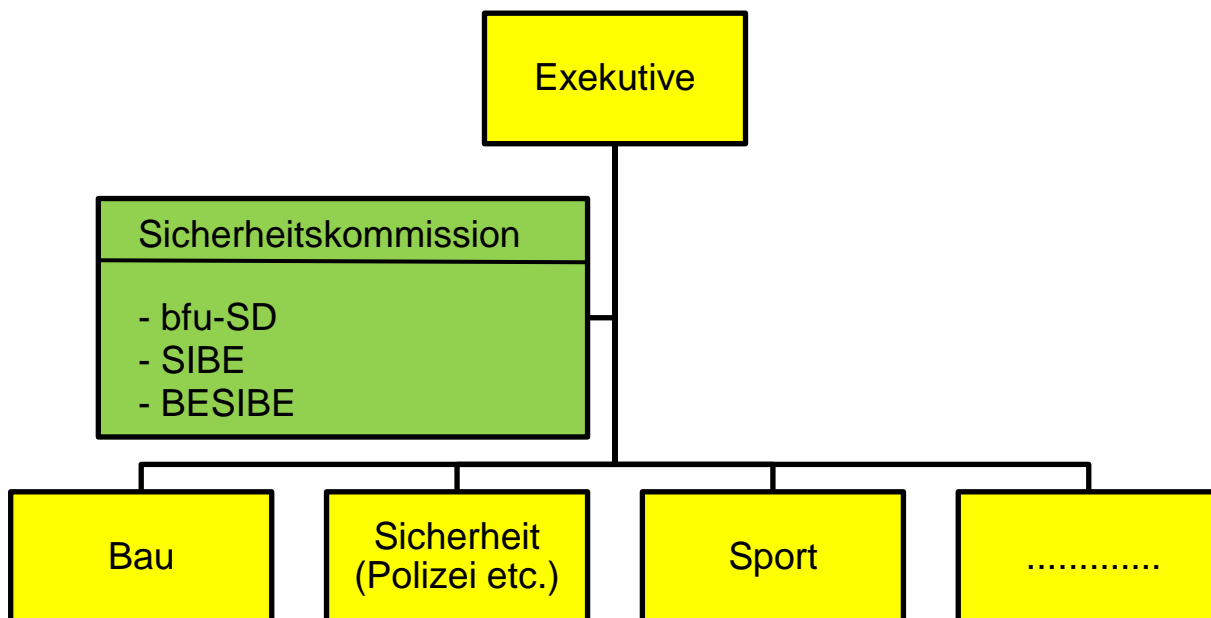 Exekutive
Sicherheitskommission
- bfu-SD
- SIBE
- BESIBE
Bau
Sicherheit
(Polizei etc.)
Sport
.............